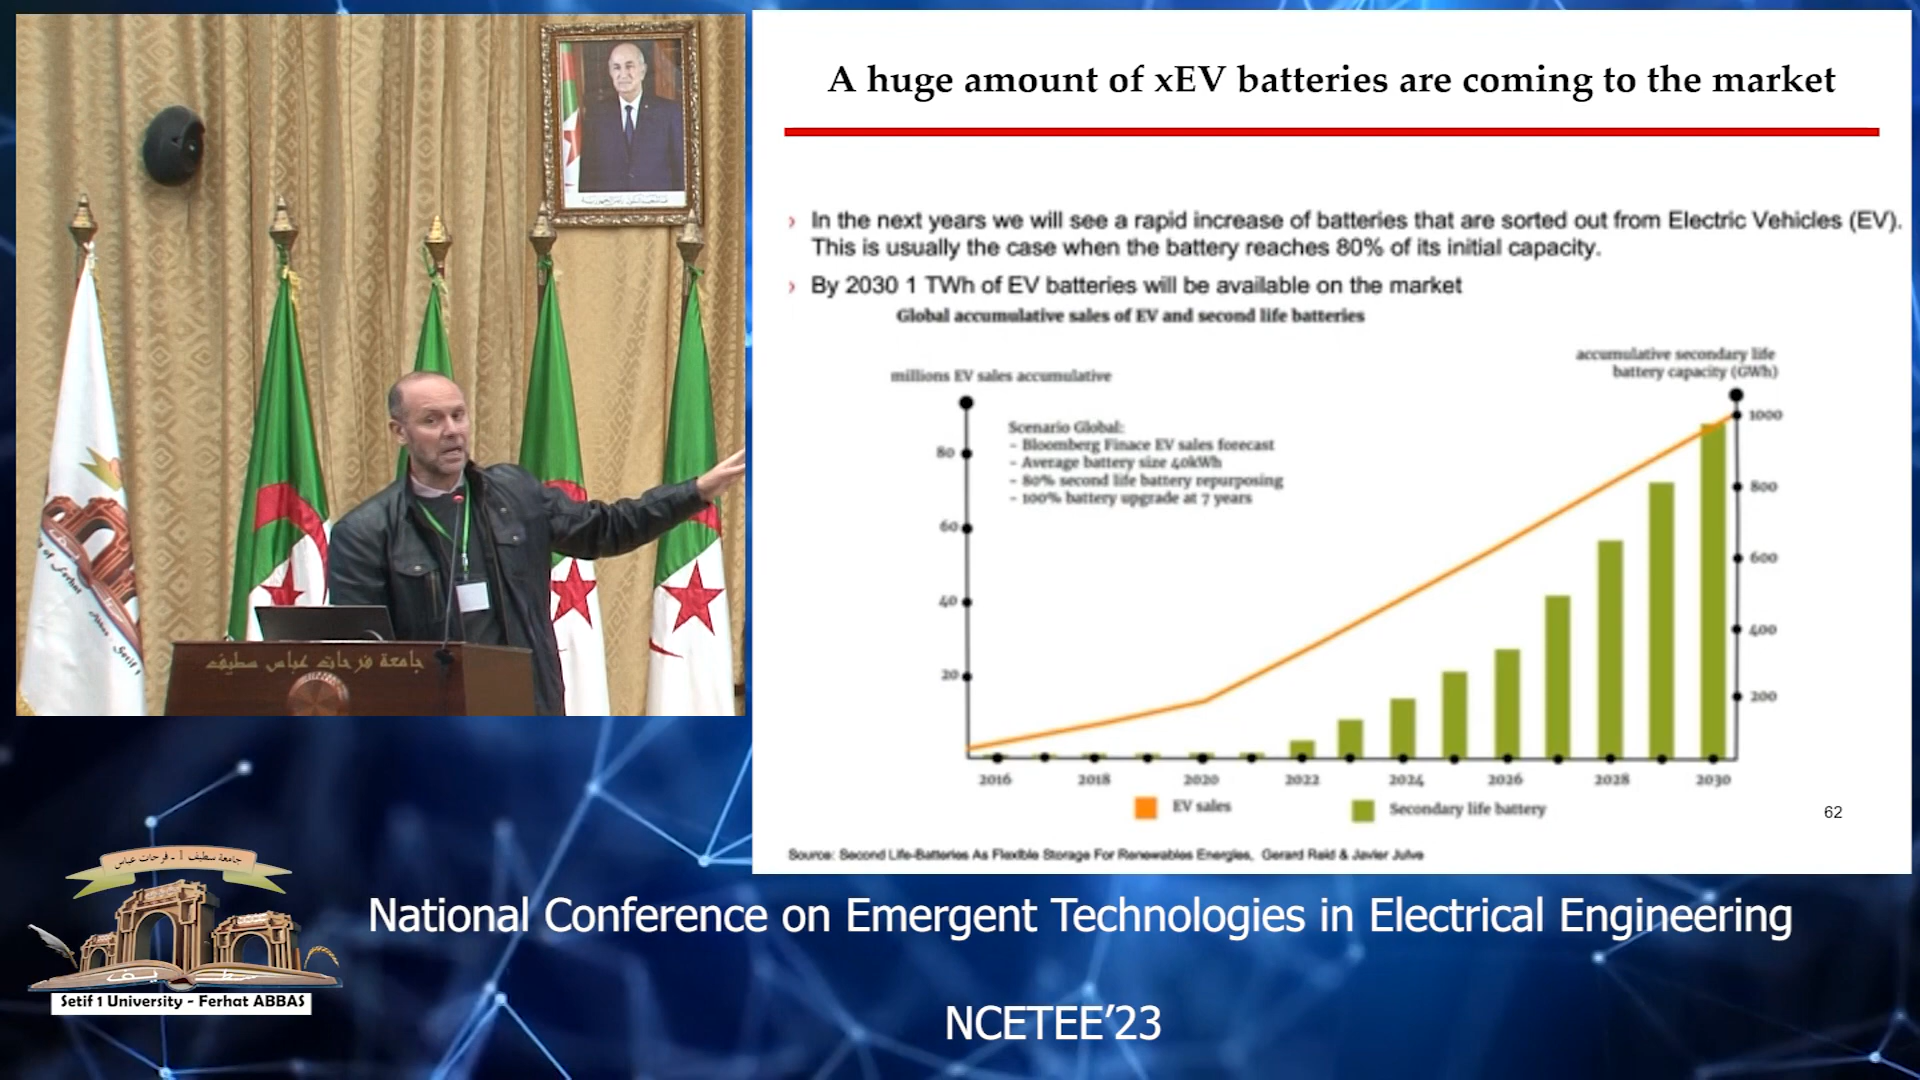 A huge amount of xEV batteries are coming to the market
› In the next years we will see a rapid increase of batteries that are sorted out from Electric Vehicles (EV).
This is usually the case when the battery reaches 80% of its initial capacity.
› By 2030 1 TWh of EV batteries will be available on the market
Global accumulative sales of EV and second life batteries
accumulative secondary life
battery capacity (GWh)
millions EV sales accumulative
Scenario Global:
- Bloomberg Finace EV sales forecast
- Average battery size 40kWh
- 80% second life battery repurposing
- 100% battery upgrade at 7 years
80
60
40
20
1000
800
600
400
200
2016 2018 2020 2022 2024 2026 2028 2030
EV sales Secondary life battery
62
Source: Second Life-Batteries As Flexible Storage For Renewables Energies, Gerard Reid & Javier Julve
جامعة فرحات عباس سطيف
جامعة سطيف 1 - فرحات عباس
سطيف
Setif 1 University - Ferhat ABBAS
National Conference on Emergent Technologies in Electrical Engineering
NCETEE'23